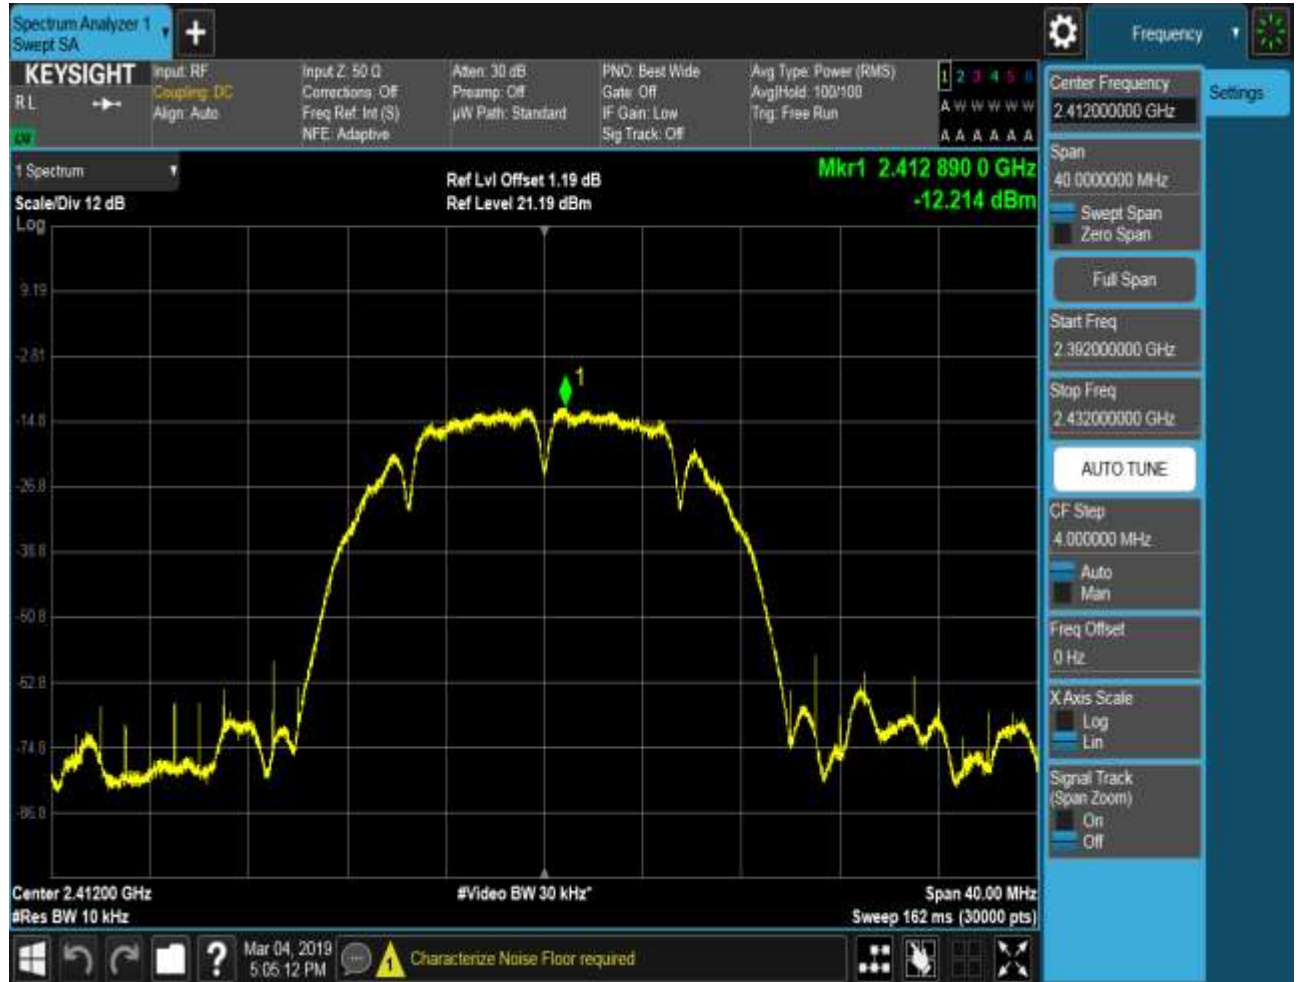 Spectrum Analyzer 1
Swept SA
+
Frequency
KEYSIGHT
RL
Input: RF
Coupling: DC
Align: Auto
Input Z: 50 Ω
Corrections: Off
Freq Ref: Int (S)
NFE: Adaptive
Atten: 30 dB
Preamp: Off
µW Path: Standard
PNO: Best Wide
Gate: Off
IF Gain: Low
Sig Track: Off
Avg Type: Power (RMS)
Avg|Hold: 100/100
Trig: Free Run
1 2 3 4 5 6
A W W W W W
A A A A A A
1 Spectrum
Scale/Div 12 dB
Log
Ref Lvl Offset 1.19 dB
Ref Level 21.19 dBm
Mkr1 2.412 890 0 GHz
-12.214 dBm
9.19
-2.81
-14.8
-26.8
-38.8
-50.8
-62.8
-74.8
-86.8
1
Center 2.41200 GHz
#Res BW 10 kHz
#Video BW 30 kHz*
Span 40.00 MHz
Sweep 162 ms (30000 pts)
Center Frequency
2.412000000 GHz
Settings
Span
40.0000000 MHz
Swept Span
Zero Span
Full Span
Start Freq
2.392000000 GHz
Stop Freq
2.432000000 GHz
AUTO TUNE
CF Step
4.000000 MHz
Auto
Man
Freq Offset
0 Hz
X Axis Scale
Log
Lin
Signal Track
(Span Zoom)
On
Off
?
Mar 04, 2019
5:05:12 PM
1
Characterize Noise Floor required